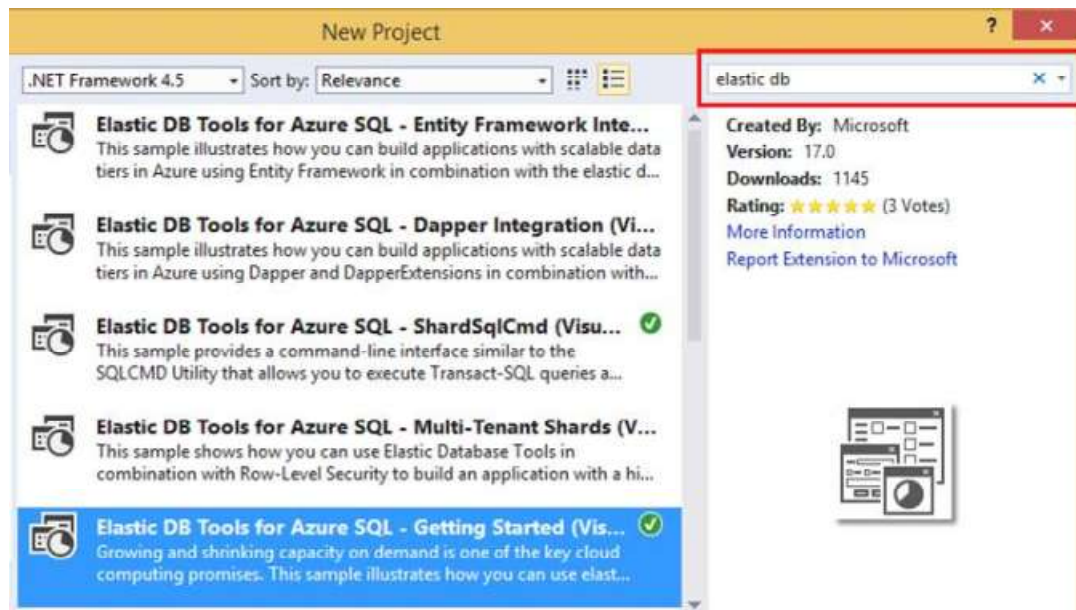 New Project
?
.NET Framework 4.5
Sort by: Relevance
elastic db
Elastic DB Tools for Azure SQL - Entity Framework Inte...
This sample illustrates how you can build applications with scalable data
tiers in Azure using Entity Framework in combination with the elastic d...
Elastic DB Tools for Azure SQL - Dapper Integration (Vi...
This sample illustrates how you can build applications with scalable data
tiers in Azure using Dapper and DapperExtensions in combination with...
Elastic DB Tools for Azure SQL - ShardSqlCmd (Visu...
This sample provides a command-line interface similar to the
SQLCMD Utility that allows you to execute Transact-SQL queries a...
Elastic DB Tools for Azure SQL - Multi-Tenant Shards (V...
This sample shows how you can use Elastic Database Tools in
combination with Row-Level Security to build an application with a hi...
Elastic DB Tools for Azure SQL - Getting Started (Vis...
Growing and shrinking capacity on demand is one of the key cloud
computing promises. This sample illustrates how you can use elast...
Created By: Microsoft
Version: 17.0
Downloads: 1145
Rating: (3 Votes)
More Information
Report Extension to Microsoft